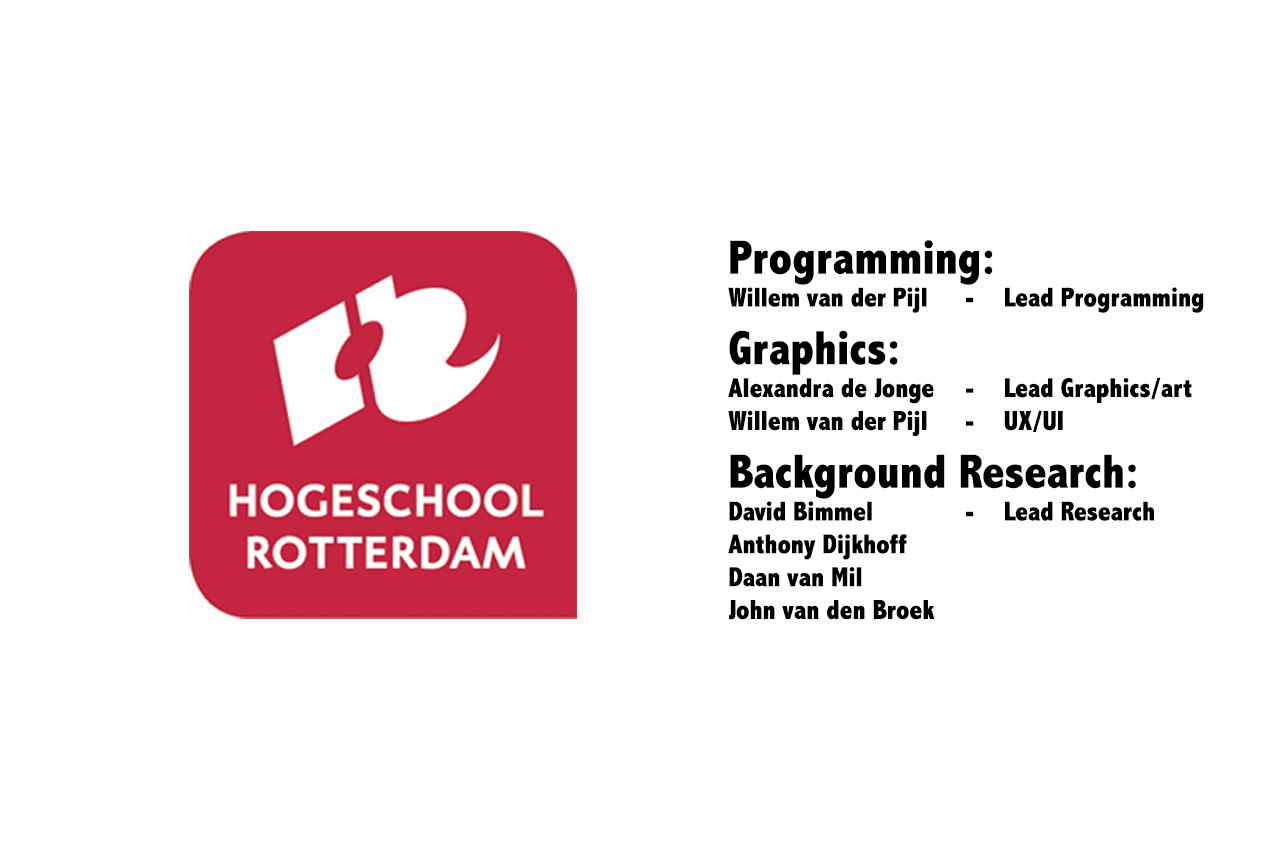 HOGESCHOOL
ROTTERDAM
Programming:
Willem van der Pijl - Lead Programming
Graphics:
Alexandra de Jonge - Lead Graphics/art
Willem van der Pijl - UX/UI
Background Research:
David Bimmel - Lead Research
Anthony Dijkhoff
Daan van Mil
John van den Broek